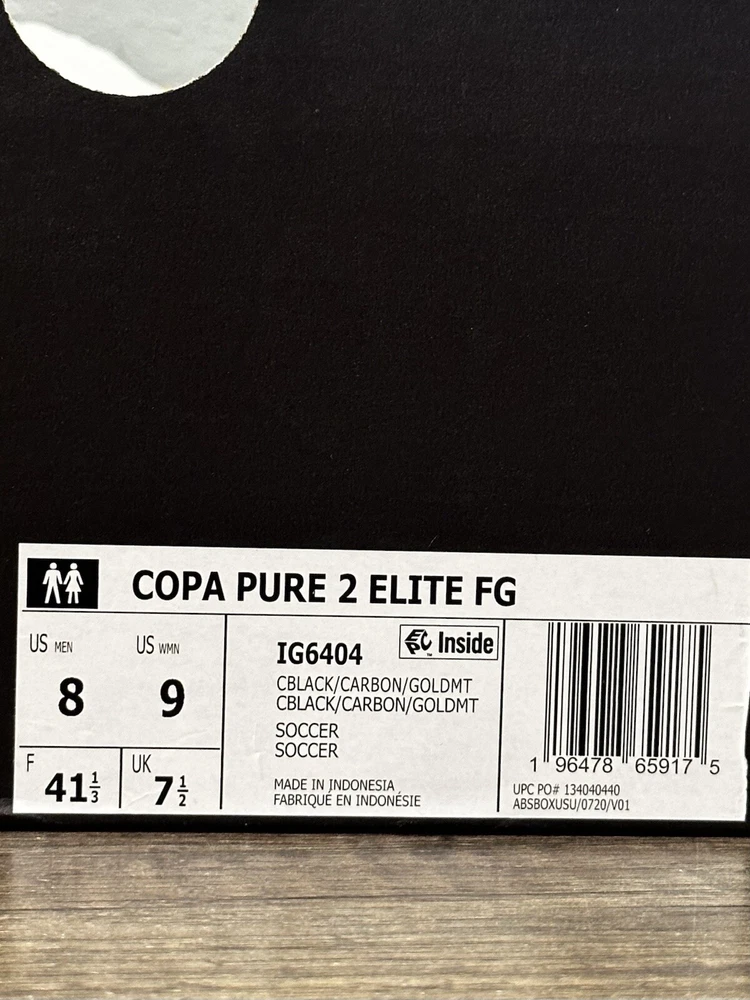 COPA PURE 2 ELITE FG
US MEN
8
US WMN
9
F
41 1/3
UK
7 1/2
IG6404
Inside
CBLACK/CARBON/GOLDMT
CBLACK/CARBON/GOLDMT
SOCCER
SOCCER
MADE IN INDONESIA
FABRIQUÉ EN INDONÉSIE
1 96478 65917 5
UPC PO# 134040440
ABSBOXUSU/0720/V01